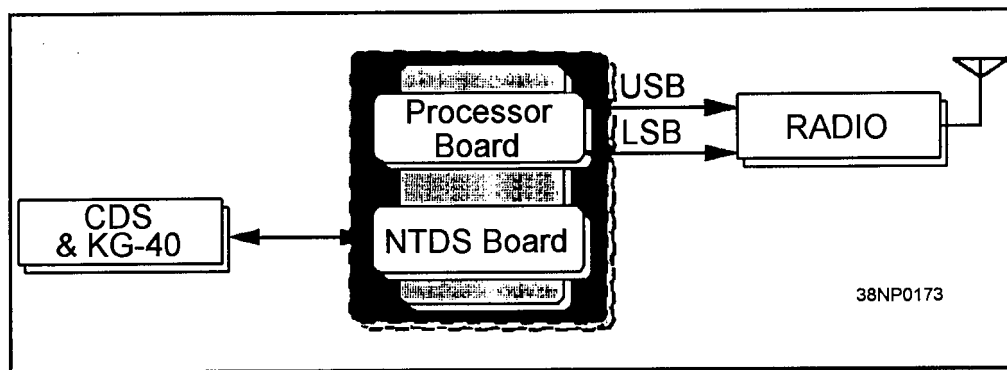 Processor
Board
USB
LSB
RADIO
CDS
& KG-40
NTDS Board
38NP0173